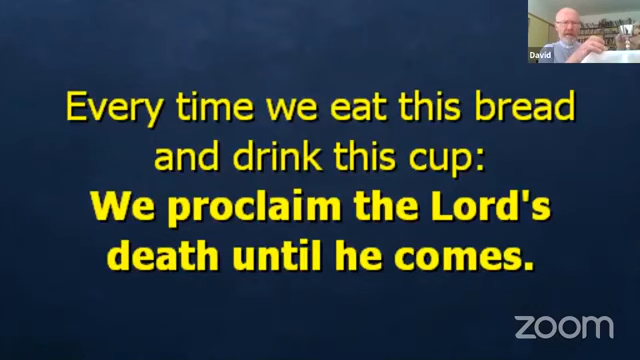 David
Every time we eat this bread
and drink this cup:
We proclaim the Lord's
death until he comes.
zoom